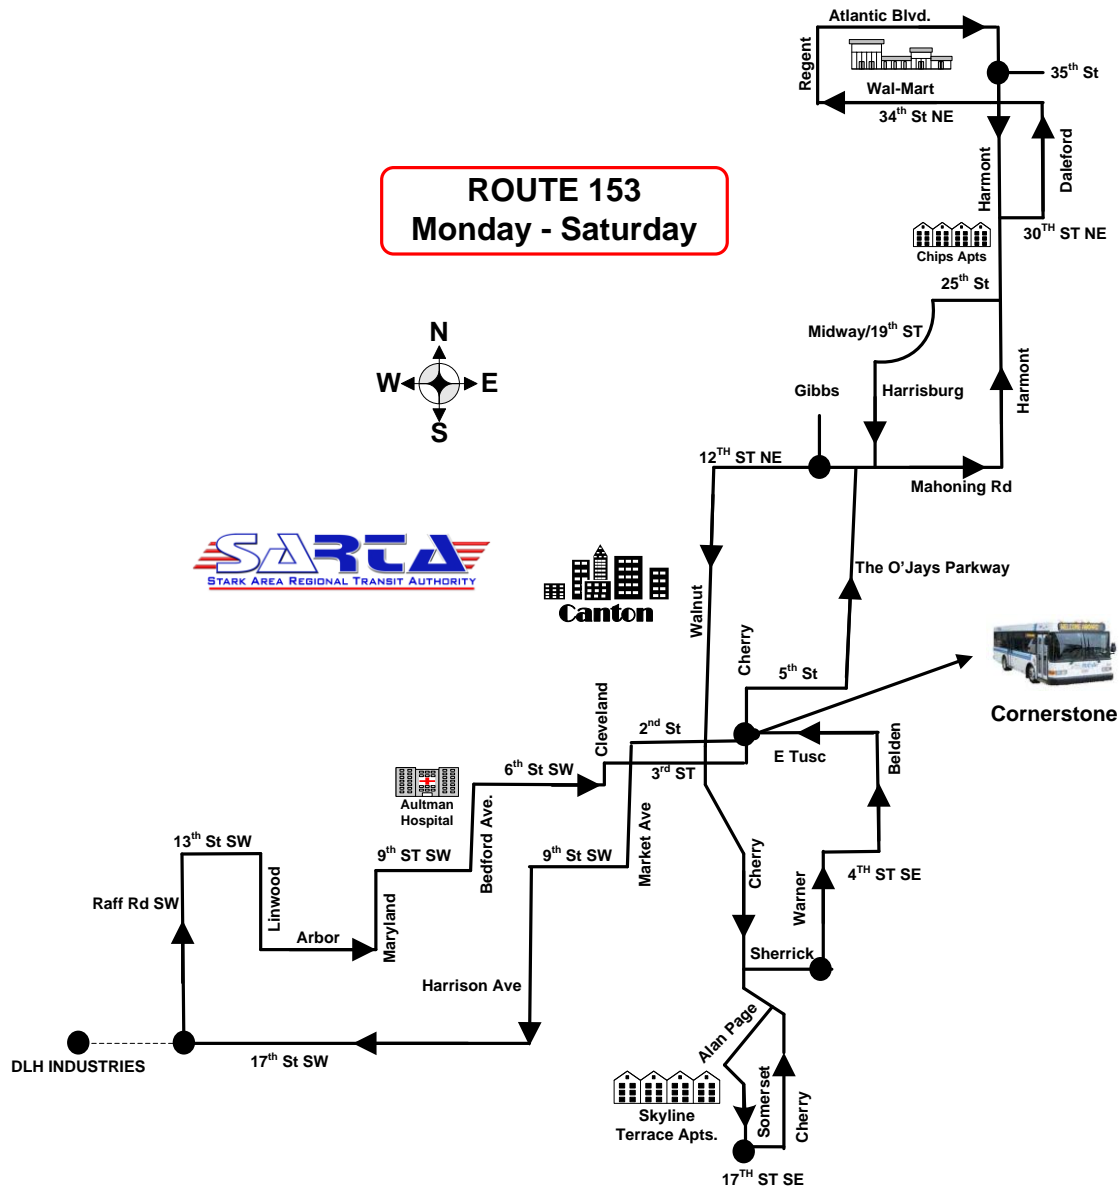 Atlantic Blvd.
Regent
35th St
Wal-Mart
34th St NE
Daleford
Harmont
ROUTE 153
Monday - Saturday
30TH ST NE
Chips Apts
25th St
Midway/19th ST
N
W
E
S
Gibbs
Harrisburg
Harmont
12TH ST NE
Mahoning Rd
SARTA
STARK AREA REGIONAL TRANSIT AUTHORITY
Canton
The O'Jays Parkway
Walnut
Cherry
5th St
Cornerstone
Cleveland
2nd St
E Tusc
Belden
6th St SW
3rd ST
Aultman
Hospital
Bedford Ave.
Market Ave
13th St SW
9th ST SW
9th St SW
Cherry
4TH ST SE
Warner
Raff Rd SW
Linwood
Arbor
Maryland
Sherrick
Harrison Ave
Alan Page
DLH INDUSTRIES
17th St SW
Skyline
Terrace Apts.
Somerset
Cherry
17TH ST SE